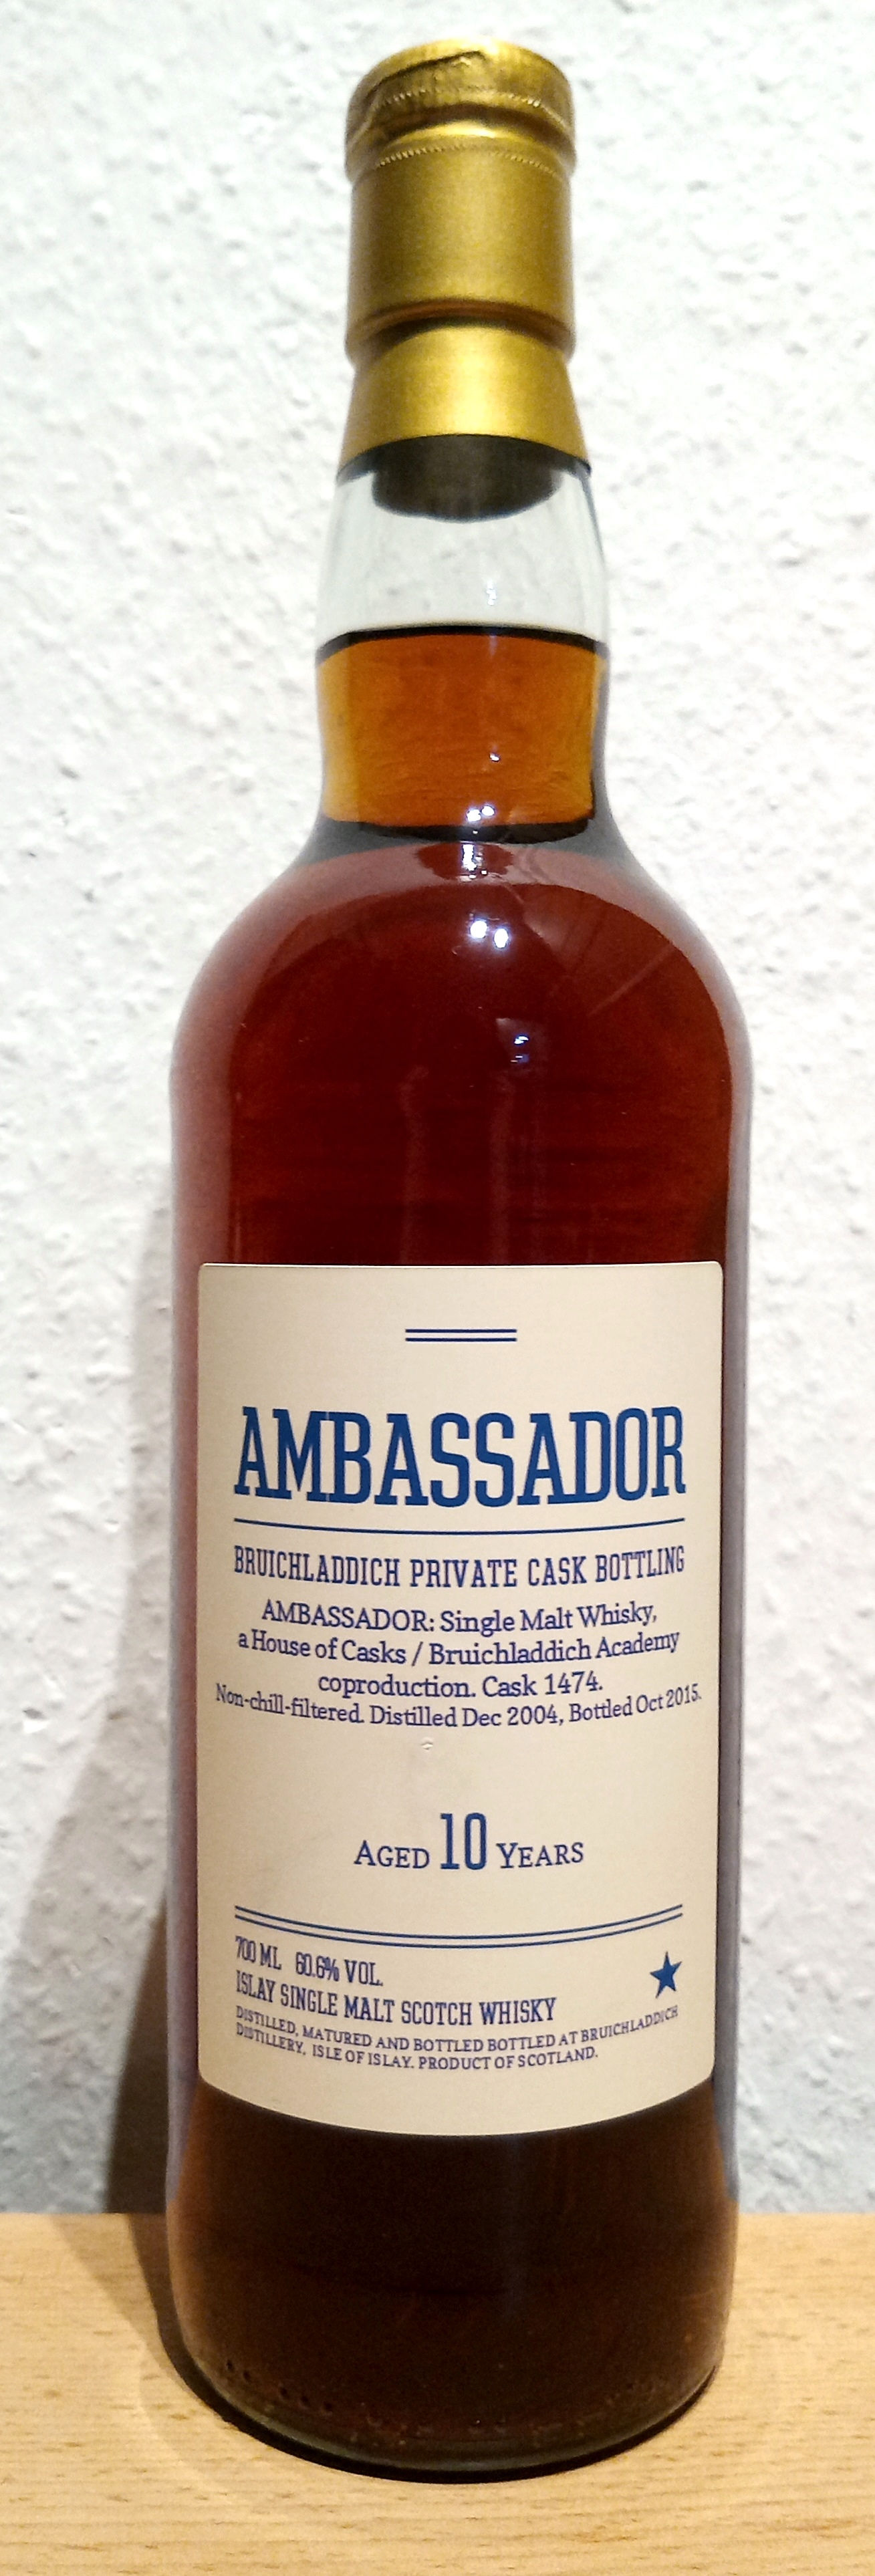 AMBASSADOR
BRUICHLADDICH PRIVATE CASK BOTTLING
AMBASSADOR: Single Malt Whisky,
a House of Casks / Bruichladdich Academy
coproduction. Cask 1474.
Non-chill-filtered. Distilled Dec 2004, Bottled Oct 2015.
AGED 10 YEARS
700 ML 60.6% VOL.
ISLAY SINGLE MALT SCOTCH WHISKY
DISTILLED, MATURED AND BOTTLED BOTTLED AT BRUICHLADDICH
DISTILLERY, ISLE OF ISLAY. PRODUCT OF SCOTLAND.